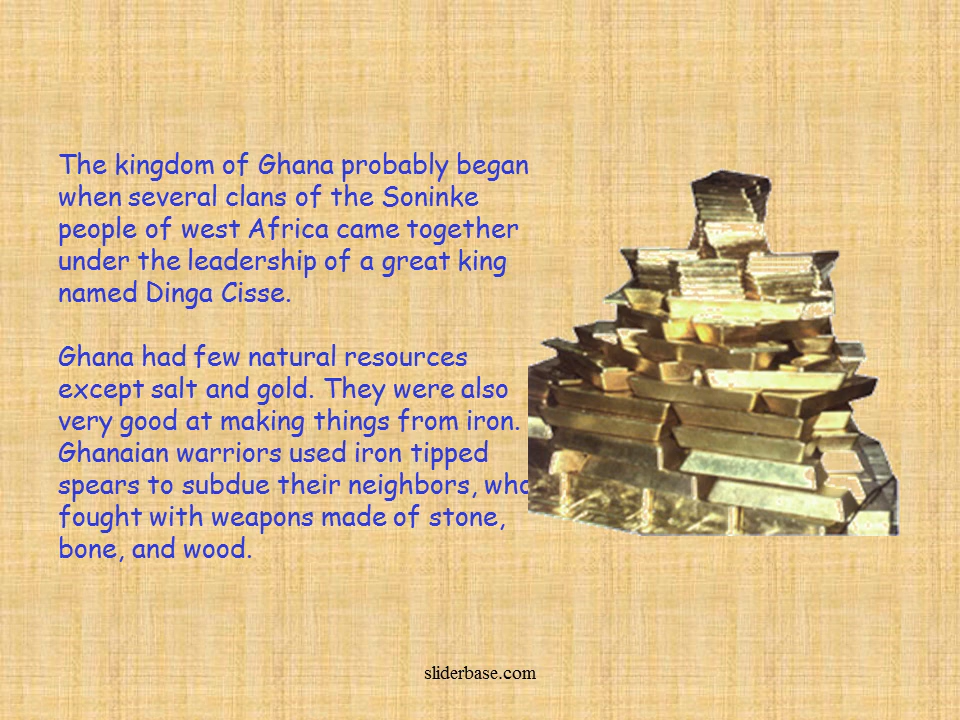 The kingdom of Ghana probably began
when several clans of the Soninke
people of west Africa came together
under the leadership of a great king
named Dinga Cisse.
Ghana had few natural resources
except salt and gold. They were also
very good at making things from iron.
Ghanaian warriors used iron tipped
spears to subdue their neighbors, who
fought with weapons made of stone,
bone, and wood.
sliderbase.com